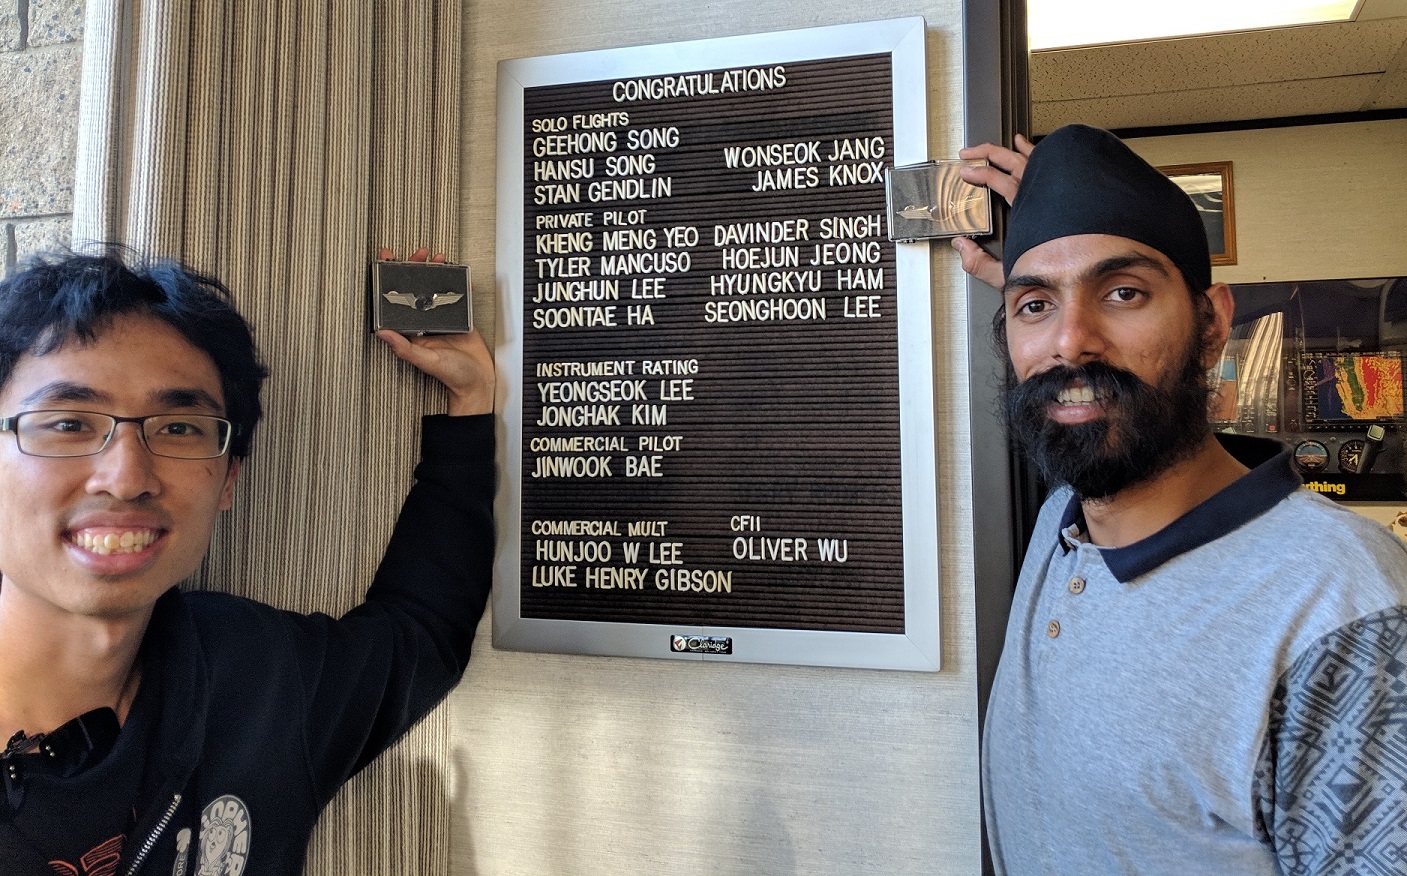 CONGRATULATIONS
SOLO FLIGHTS
GEEHONG SONG
HANSU SONG WONSEOK JANG
STAN GENDLIN JAMES KNOX
PRIVATE PILOT
KHENG MENG YEO DAVINDER SINGH
TYLER MANCUSO HOEJUN JEONG
JUNGHUN LEE HYUNGKYU HAM
SOONTAE HA SEONGHOON LEE
INSTRUMENT RATING
YEONGSEOK LEE
JONGHAK KIM
COMMERCIAL PILOT
JINWOOK BAE
COMMERCIAL MULT CFII
HUNJOO W LEE OLIVER WU
LUKE HENRY GIBSON
Claridge